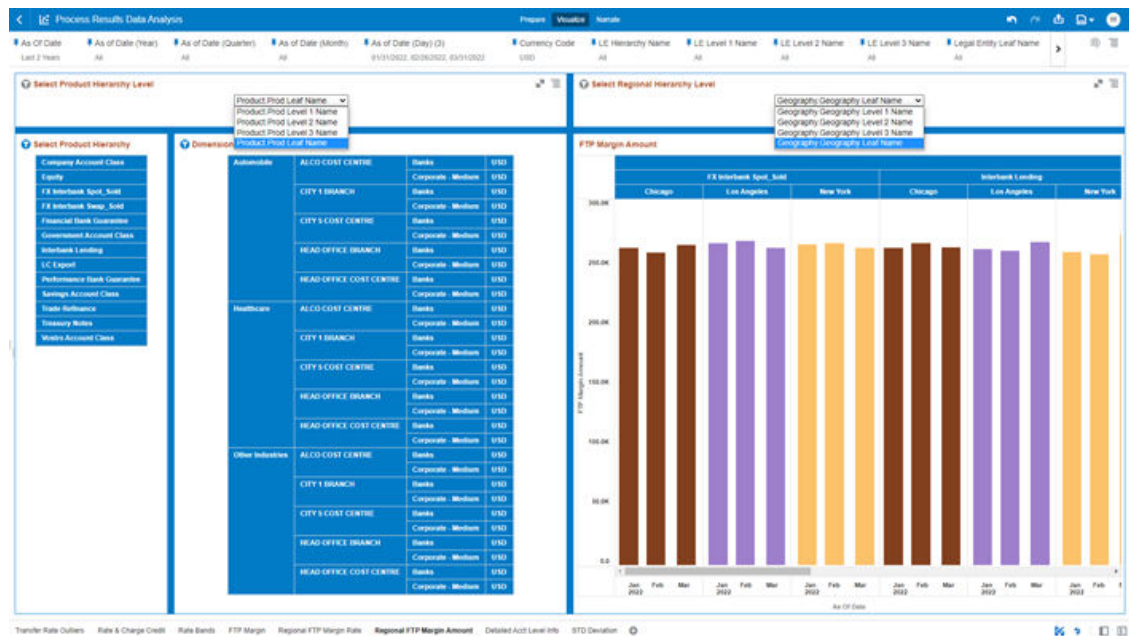 Process Results Data Analysis
Prepare Visualize Narrate
As Of Date
Last 2 Years
As of Date (Year)
All
As of Date (Quarter)
All
As of Date (Month)
All
As of Date (Day) (3)
01/31/2022, 02/28/2022, 03/31/2022
Currency Code
USD
LE Hierarchy Name
All
LE Level 1 Name
All
LE Level 2 Name
All
LE Level 3 Name
All
Legal Entity Leaf Name
All
Select Product Hierarchy Level
Product.Prod Leaf Name
Product.Prod Level 1 Name
Product.Prod Level 2 Name
Product.Prod Level 3 Name
Product.Prod Leaf Name
Select Regional Hierarchy Level
Geography.Geography Leaf Name
Geography.Geography Level 1 Name
Geography.Geography Level 2 Name
Geography.Geography Level 3 Name
Geography.Geography Leaf Name
Select Product Hierarchy
Company Account Class
Equity
FX Interbank Spot_Sold
FX Interbank Swap_Sold
Financial Bank Guarantee
Government Account Class
Interbank Lending
LC Export
Performance Bank Guarantee
Savings Account Class
Trade Refinance
Treasury Notes
Vostro Account Class
Dimension
Automobile ALCO COST CENTRE Banks USD
Corporate - Medium USD
CITY 1 BRANCH Banks USD
Corporate - Medium USD
CITY 5 COST CENTRE Banks USD
Corporate - Medium USD
HEAD OFFICE BRANCH Banks USD
Corporate - Medium USD
HEAD OFFICE COST CENTRE Banks USD
Corporate - Medium USD
Healthcare ALCO COST CENTRE Banks USD
Corporate - Medium USD
CITY 1 BRANCH Banks USD
Corporate - Medium USD
CITY 5 COST CENTRE Banks USD
Corporate - Medium USD
HEAD OFFICE BRANCH Banks USD
Corporate - Medium USD
HEAD OFFICE COST CENTRE Banks USD
Corporate - Medium USD
Other Industries ALCO COST CENTRE Banks USD
Corporate - Medium USD
CITY 1 BRANCH Banks USD
Corporate - Medium USD
CITY 5 COST CENTRE Banks USD
Corporate - Medium USD
HEAD OFFICE BRANCH Banks USD
Corporate - Medium USD
HEAD OFFICE COST CENTRE Banks USD
Corporate - Medium USD
FTP Margin Amount
FX Interbank Spot_Sold Interbank Lending
Chicago Los Angeles New York Chicago Los Angeles New York
300.0K
250.0K
200.0K
150.0K
100.0K
50.0K
0.0
FTP Margin Amount
Jan Feb Mar Jan Feb Mar Jan Feb Mar Jan Feb Mar Jan Feb Mar Jan Feb
2022 2022 2022 2022 2022 2022
As Of Date
Transfer Rate Outliers Rate & Charge Credit Rate Bands FTP Margin Regional FTP Margin Rate Regional FTP Margin Amount Detailed Acct Level Info STD Deviation